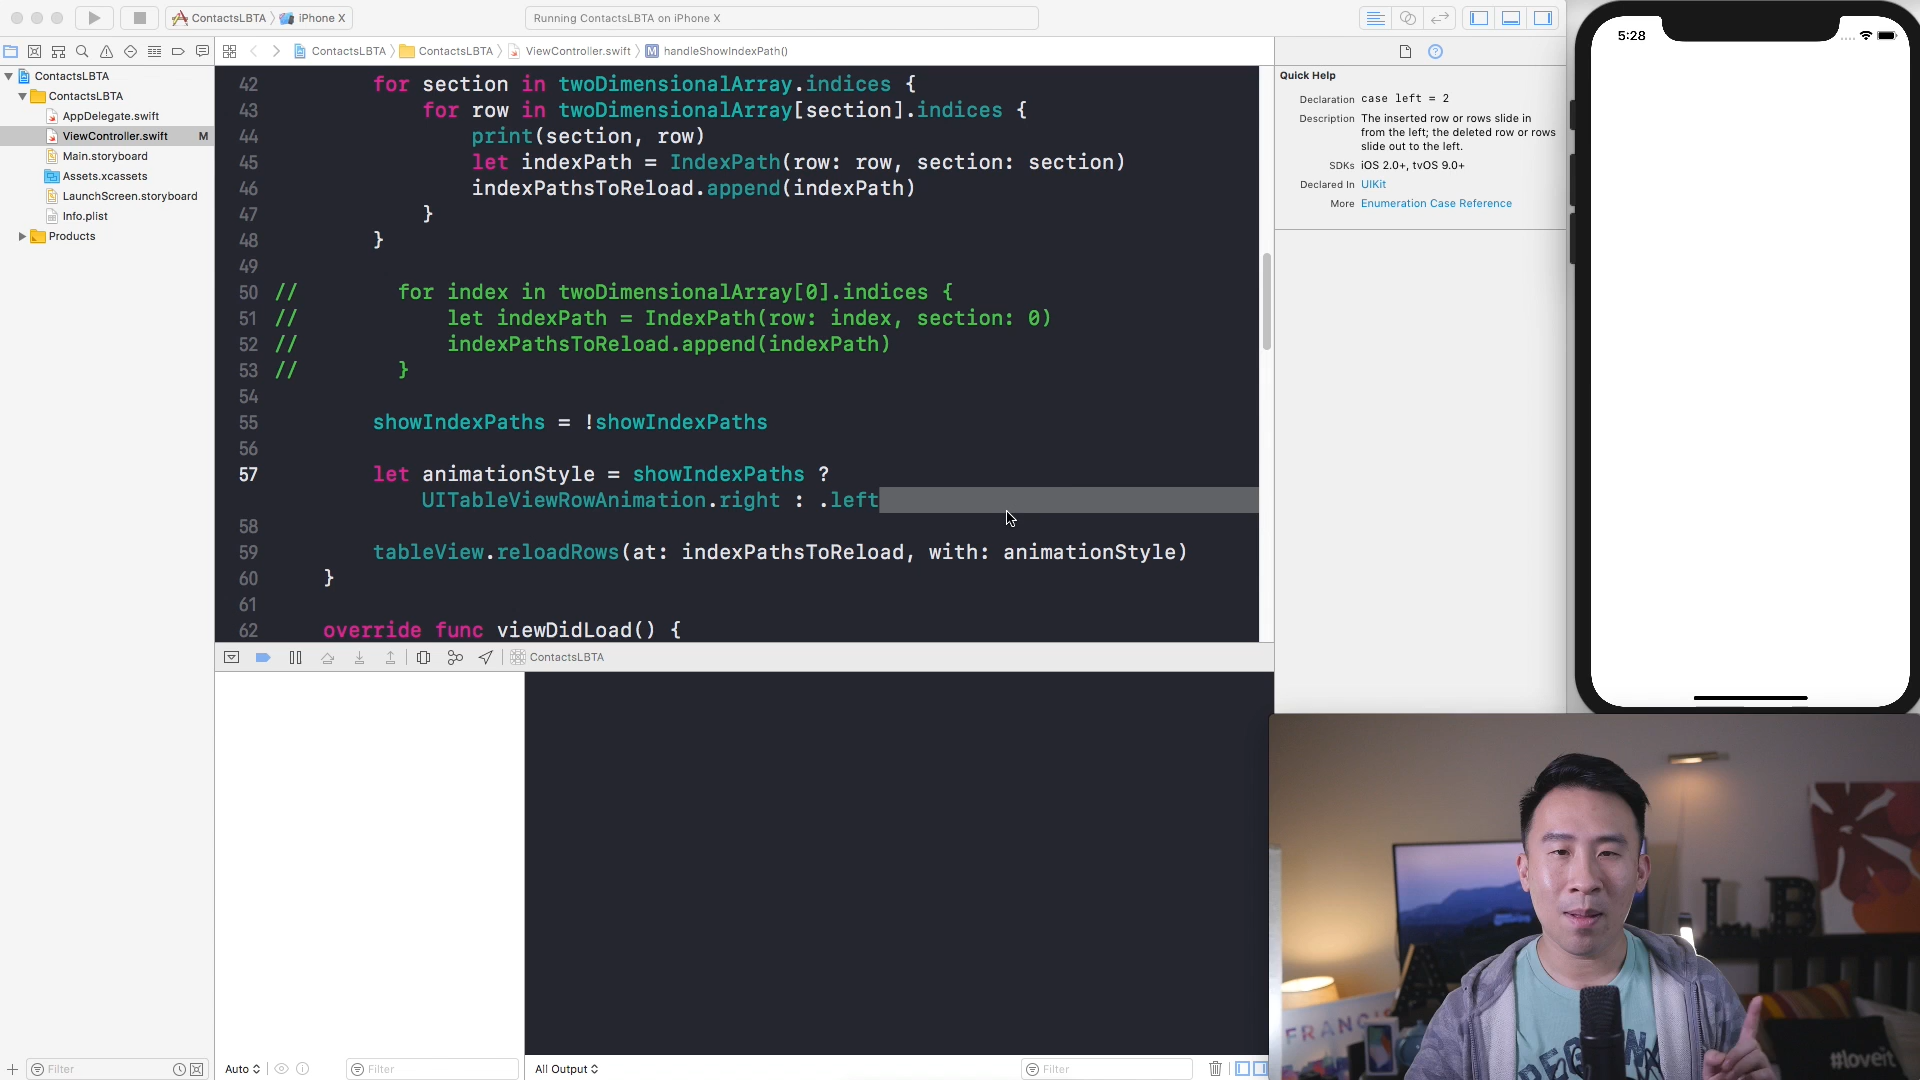 ContactsLBTA
iPhone X
Running ContactsLBTA on iPhone X
ContactsLBTA
ContactsLBTA
ViewController.swift
M
handleShowIndexPath()
ContactsLBTA
ContactsLBTA
AppDelegate.swift
ViewController.swift
M
Main.storyboard
Assets.xcassets
LaunchScreen.storyboard
Info.plist
Products
42 for section in twoDimensionalArray.indices {
43 for row in twoDimensionalArray[section].indices {
44 print(section, row)
45 let indexPath = IndexPath(row: row, section: section)
46 indexPathsToReload.append(indexPath)
47 }
48 }
49
50 // for index in twoDimensionalArray[0].indices {
51 // let indexPath = IndexPath(row: index, section: 0)
52 // indexPathsToReload.append(indexPath)
53 // }
54
55 showIndexPaths = !showIndexPaths
56
57 let animationStyle = showIndexPaths ?
UITableViewRowAnimation.right : .left
58
59 tableView.reloadRows(at: indexPathsToReload, with: animationStyle)
60 }
61
62 override func viewDidLoad() {
ContactsLBTA
Quick Help
Declaration case left = 2
Description The inserted row or rows slide in
from the left; the deleted row or rows
slide out to the left.
SDKs iOS 2.0+, tvOS 9.0+
Declared In UIKit
More Enumeration Case Reference
5:28
LB
FRANCIS
#loveit
Filter
Auto
Filter
All Output
Filter